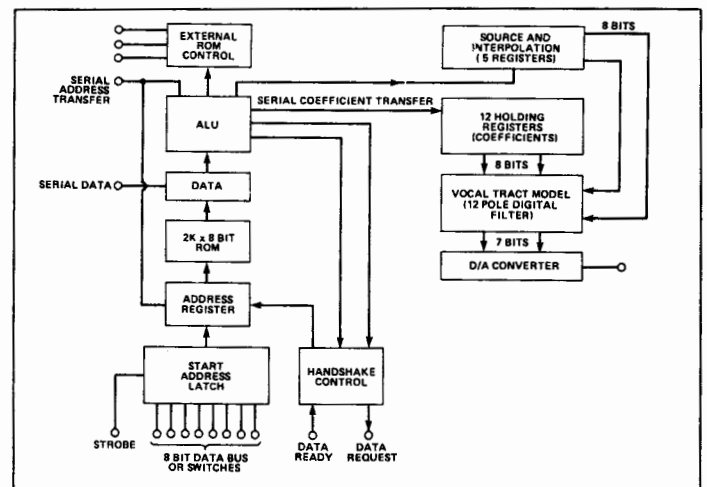 EXTERNAL
ROM
CONTROL
SOURCE AND
INTERPOLATION
(5 REGISTERS)
8 BITS
SERIAL
ADDRESS
TRANSFER
SERIAL COEFFICIENT TRANSFER
ALU
12 HOLDING
REGISTERS
(COEFFICIENTS)
8 BITS
SERIAL DATA
DATA
VOCAL TRACT MODEL
(12 POLE DIGITAL
FILTER)
2K x 8 BIT
ROM
7 BITS
D/A CONVERTER
ADDRESS
REGISTER
START
ADDRESS
LATCH
HANDSHAKE
CONTROL
STROBE
8 BIT DATA BUS
OR SWITCHES
DATA
READY
DATA
REQUEST